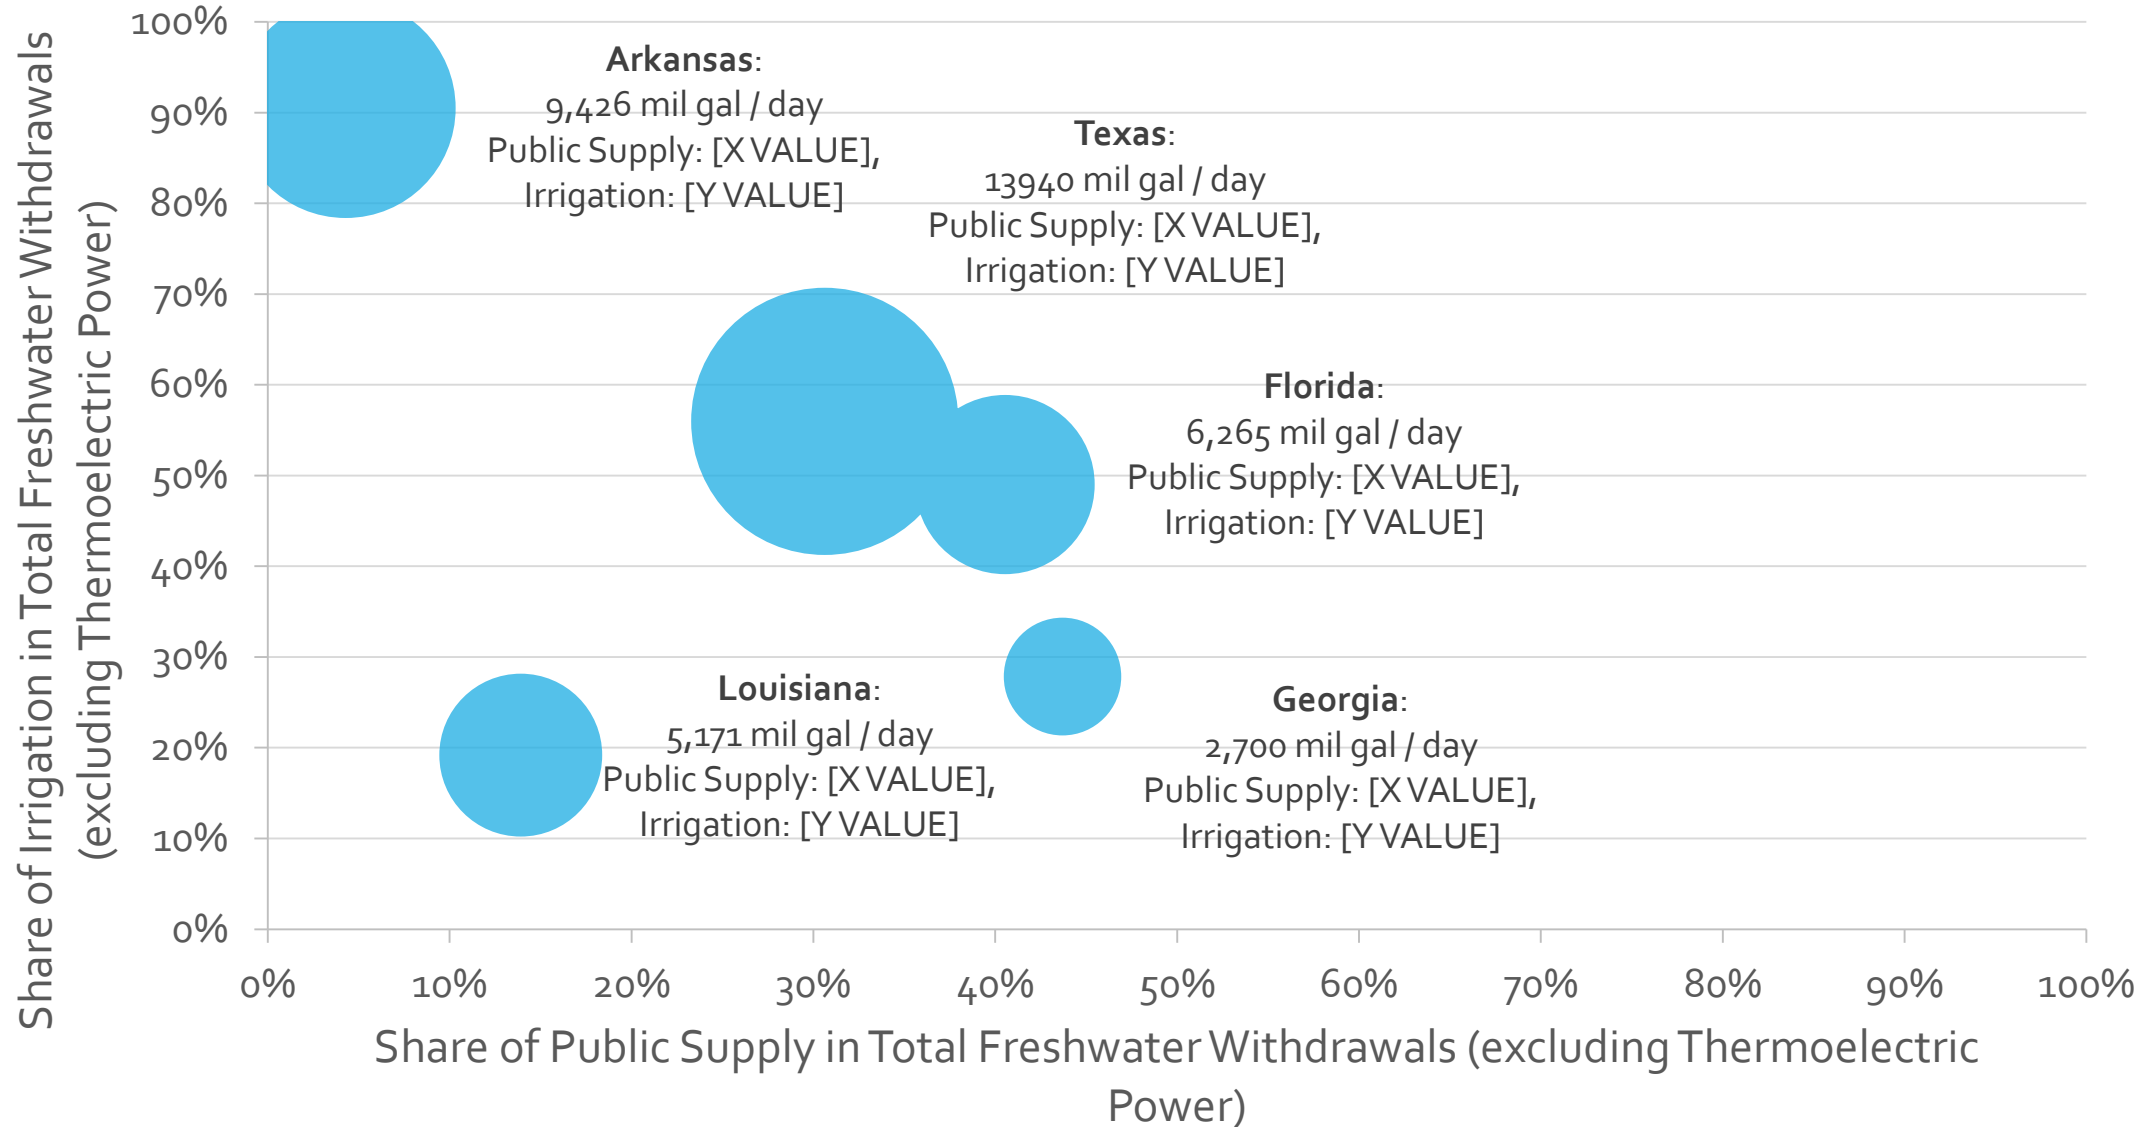 Share of Irrigation in Total Freshwater Withdrawals
(excluding Thermoelectric Power)
100%
90%
80%
70%
60%
50%
40%
30%
20%
10%
0%
Arkansas:
9,426 mil gal / day
Public Supply: [X VALUE],
Irrigation: [Y VALUE]
Texas:
13940 mil gal / day
Public Supply: [X VALUE],
Irrigation: [Y VALUE]
Florida:
6,265 mil gal / day
Public Supply: [X VALUE],
Irrigation: [Y VALUE]
Louisiana:
5,171 mil gal / day
Public Supply: [X VALUE],
Irrigation: [Y VALUE]
Georgia:
2,700 mil gal / day
Public Supply: [X VALUE],
Irrigation: [Y VALUE]
0% 10% 20% 30% 40% 50% 60% 70% 80% 90% 100%
Share of Public Supply in Total Freshwater Withdrawals (excluding Thermoelectric
Power)